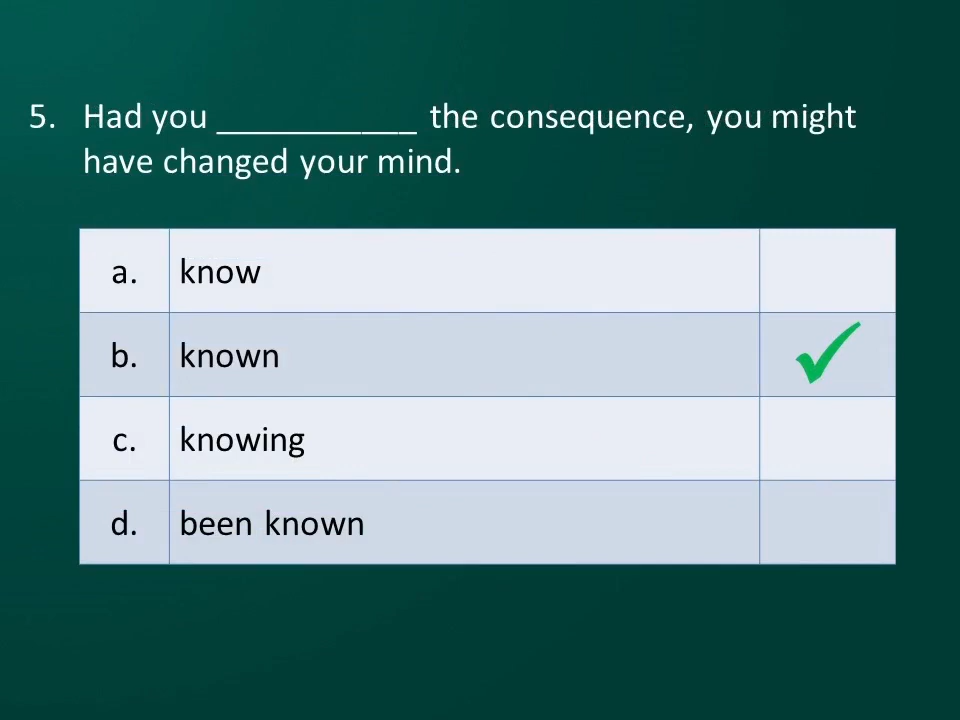 5. Had you ___________ the consequence, you might
have changed your mind.
a. know
b. known
c. knowing
d. been known